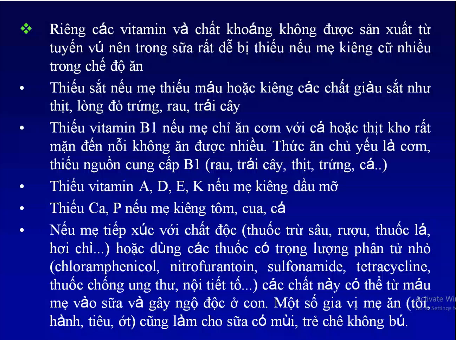 ❖ Riêng các vitamin và chất khoáng không được sản xuất từ
tuyến vú nên trong sữa rất dễ bị thiếu nếu mẹ kiêng cữ nhiều
trong chế độ ăn
• Thiếu sắt nếu mẹ thiếu máu hoặc kiêng các chất giàu sắt như
thịt, lòng đỏ trứng, rau, trái cây
• Thiếu vitamin B1 nếu mẹ chỉ ăn cơm với cá hoặc thịt kho rất
mặn đến nỗi không ăn được nhiều. Thức ăn chủ yếu là cơm,
thiếu nguồn cung cấp B1 (rau, trái cây, thịt, trứng, cá..)
• Thiếu vitamin A, D, E, K nếu mẹ kiêng dầu mỡ
• Thiếu Ca, P nếu mẹ kiêng tôm, cua, cá
• Nếu mẹ tiếp xúc với chất độc (thuốc trừ sâu, rượu, thuốc lá,
hơi chì...) hoặc dùng các thuốc có trọng lượng phân tử nhỏ
(chloramphenicol, nitrofurantoin, sulfonamide, tetracycline,
thuốc chống ung thư, nội tiết tố...) các chất này có thể từ máu
mẹ vào sữa và gây ngộ độc ở con. Một số gia vị mẹ ăn (tỏi,
hành, tiêu, ớt) cũng làm cho sữa có mùi, trẻ chê không bú.